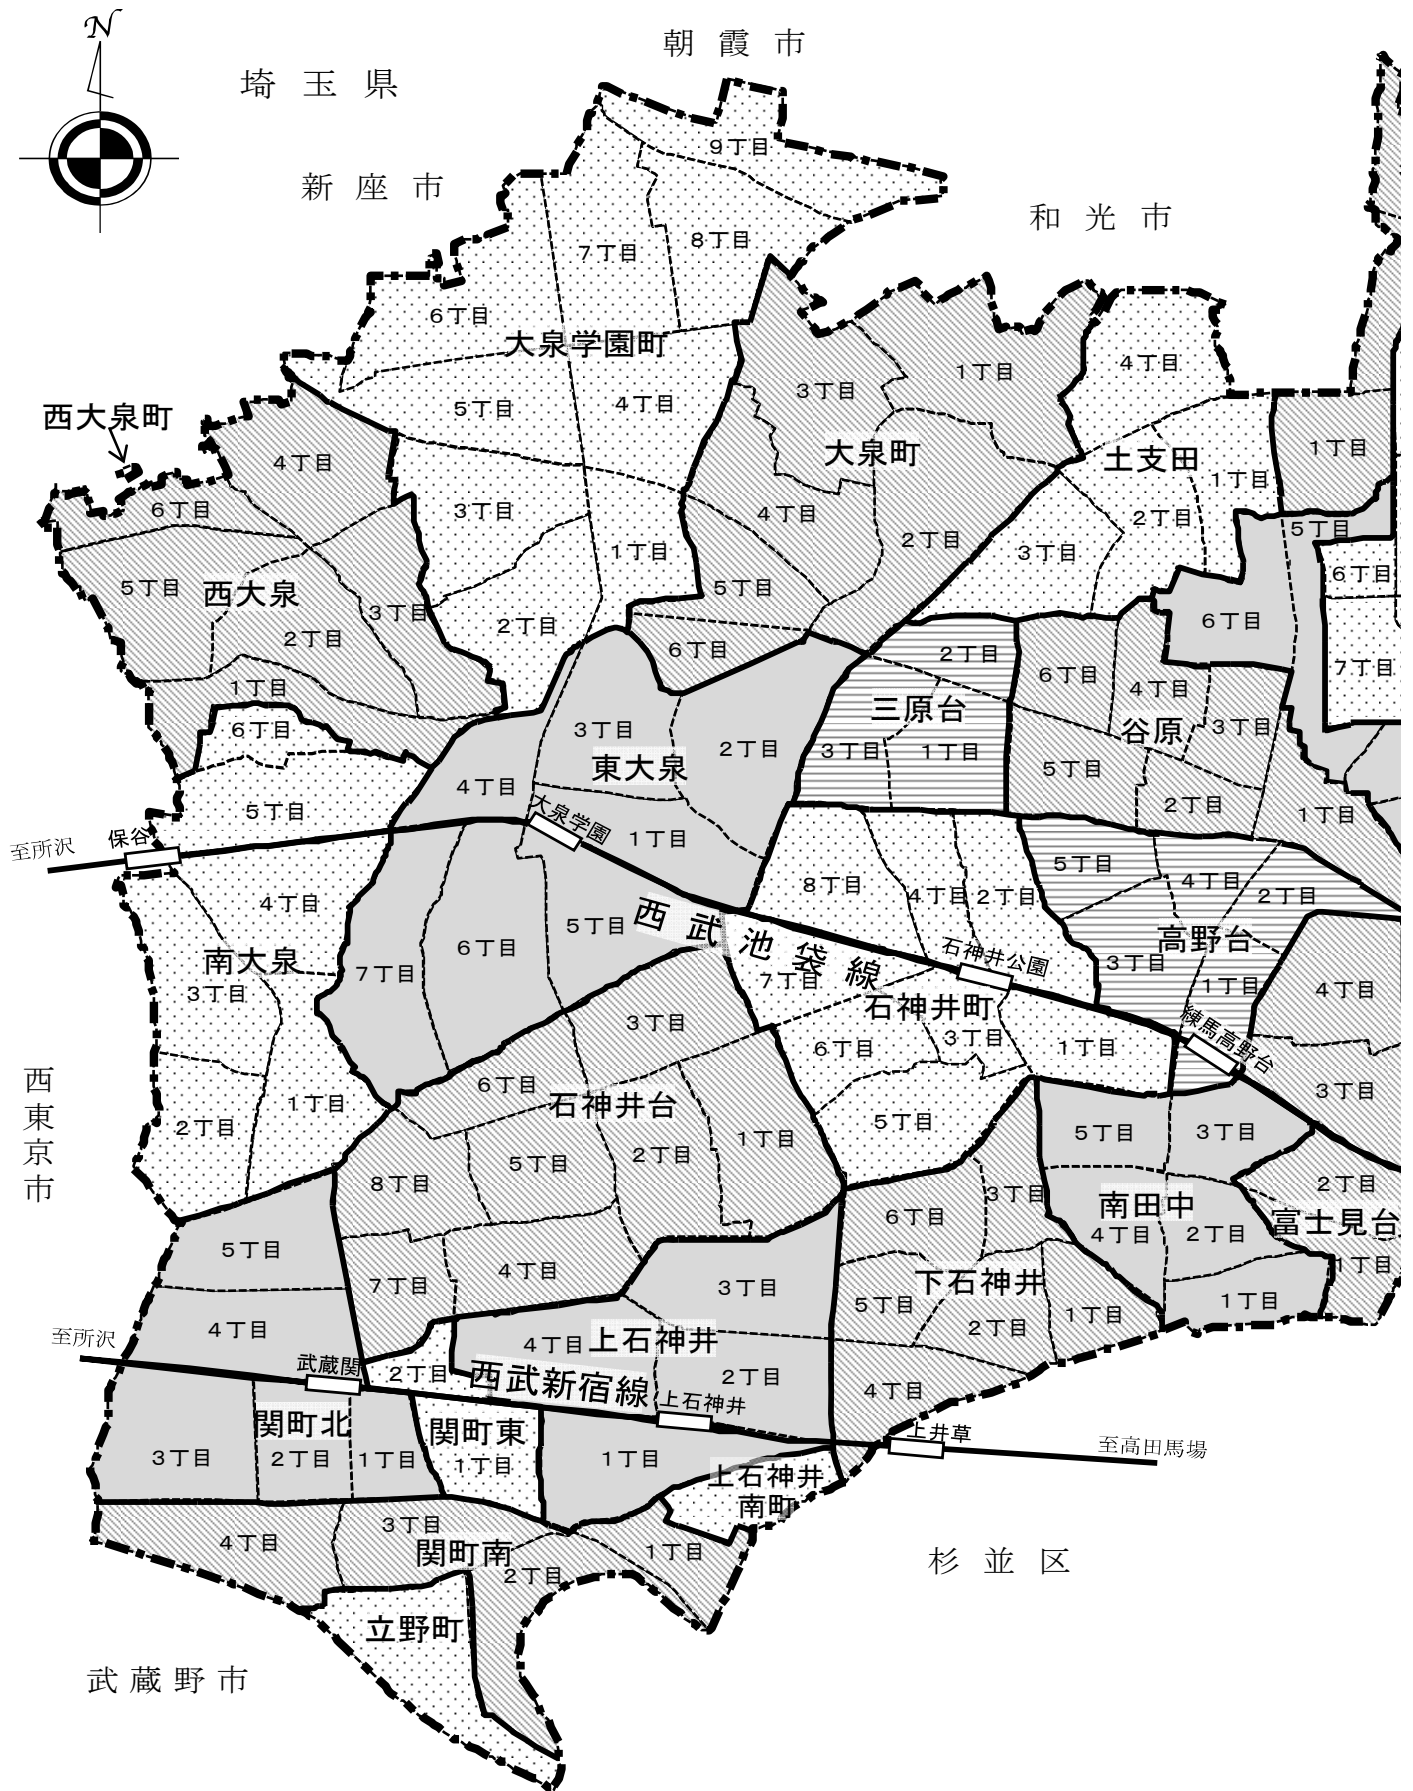 N
埼玉県
朝霞市
新座市
和光市
9丁目
7丁目
8丁目
6丁目
大泉学園町
5丁目
4丁目
3丁目
1丁目
2丁目
3丁目
1丁目
大泉町
4丁目
2丁目
5丁目
6丁目
4丁目
土支田
1丁目
2丁目
3丁目
1丁目
5丁目
6丁目
6丁目
7丁目
西大泉町
4丁目
6丁目
5丁目
西大泉
3丁目
2丁目
1丁目
6丁目
5丁目
4丁目
南大泉
3丁目
2丁目
1丁目
3丁目
2丁目
東大泉
4丁目
1丁目
5丁目
6丁目
7丁目
2丁目
三原台
3丁目
1丁目
6丁目
4丁目
3丁目
谷原
5丁目
2丁目
1丁目
至所沢
保谷
大泉学園
西武池袋線
石神井公園
練馬高野台
8丁目
4丁目
2丁目
7丁目
石神井町
6丁目
3丁目
1丁目
5丁目
5丁目
4丁目
2丁目
高野台
3丁目
1丁目
4丁目
3丁目
2丁目
富士見台
1丁目
3丁目
6丁目
石神井台
5丁目
2丁目
1丁目
8丁目
7丁目
4丁目
5丁目
3丁目
南田中
4丁目
2丁目
1丁目
3丁目
6丁目
下石神井
5丁目
2丁目
1丁目
4丁目
西東京市
5丁目
4丁目
至所沢
武蔵関
関町北
3丁目
2丁目
1丁目
2丁目
関町東
1丁目
3丁目
4丁目
上石神井
2丁目
西武新宿線
上石神井
1丁目
上井草
至高田馬場
上石神井
南町
3丁目
4丁目
関町南
2丁目
1丁目
立野町
杉並区
武蔵野市